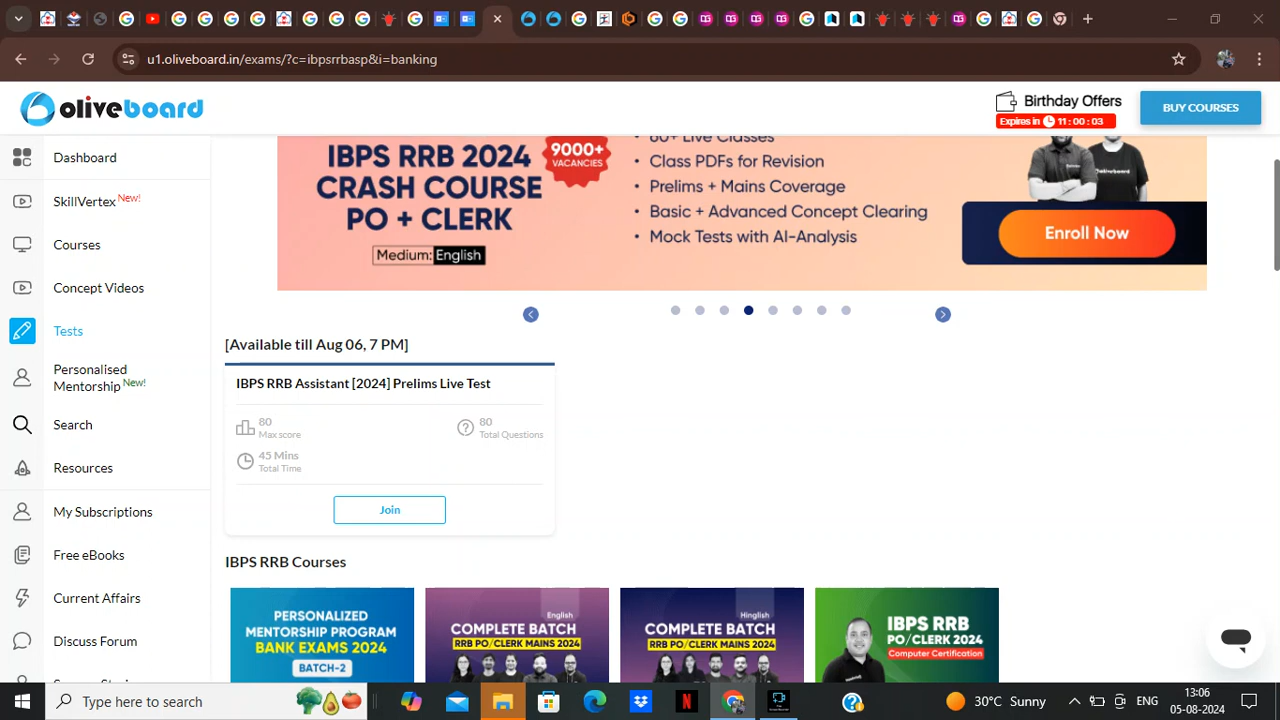 u1.oliveboard.in/exams/?c=ibpsrrbasp&i=banking
oliveboard
Birthday Offers
Expires in 11 : 00 : 03
BUY COURSES
Dashboard
SkillVertex New!
Courses
Concept Videos
Tests
Personalised
Mentorship New!
Search
Resources
My Subscriptions
Free eBooks
Current Affairs
Discuss Forum
IBPS RRB 2024
CRASH COURSE
PO + CLERK
Medium: English
9000+
VACANCIES
• 60+ Live Classes
• Class PDFs for Revision
• Prelims + Mains Coverage
• Basic + Advanced Concept Clearing
• Mock Tests with AI-Analysis
Enroll Now
[Available till Aug 06, 7 PM]
IBPS RRB Assistant [2024] Prelims Live Test
80
Max score
80
Total Questions
45 Mins
Total Time
Join
IBPS RRB Courses
PERSONALIZED
MENTORSHIP PROGRAM
BANK EXAMS 2024
BATCH-2
English
COMPLETE BATCH
RRB PO/CLERK MAINS 2024
Hinglish
COMPLETE BATCH
RRB PO/CLERK MAINS 2024
IBPS RRB
PO/CLERK 2024
Computer Certification
Type here to search
30°C Sunny
ENG
13:06
05-08-2024